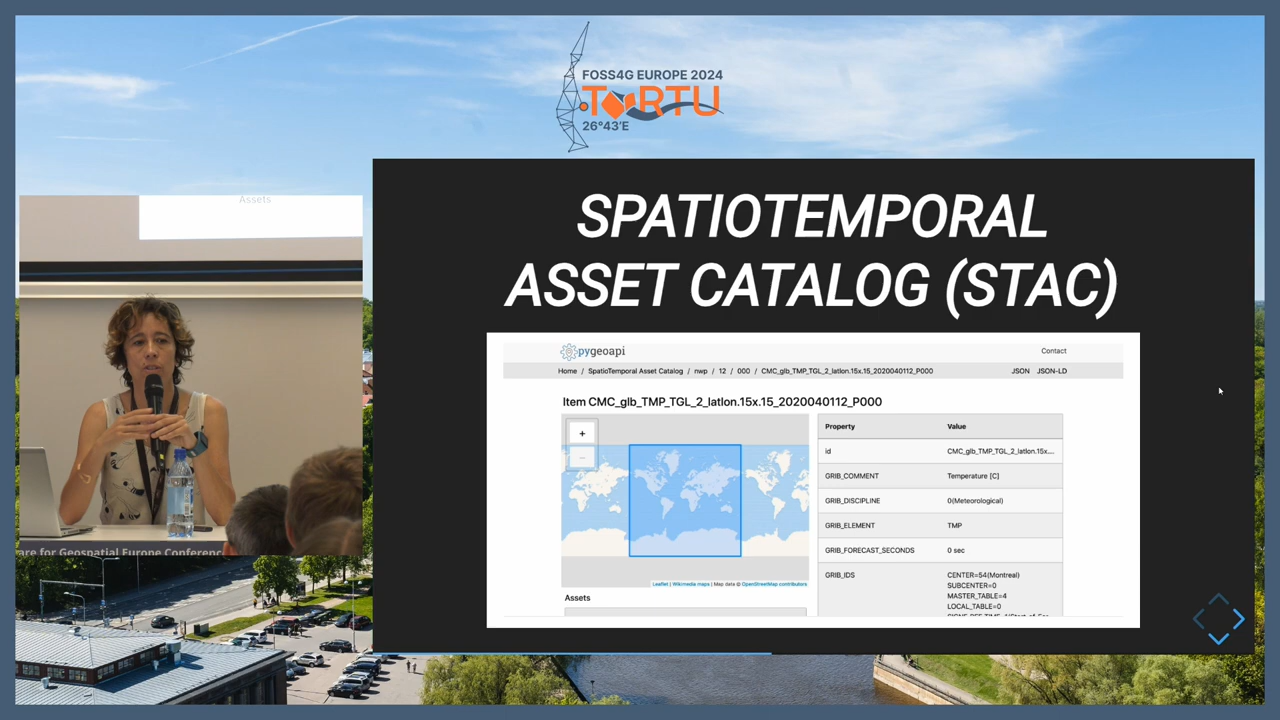 FOSS4G EUROPE 2024
TORTU
26°43'E
Assets
are for Geospatial Europe Conferenc
SPATIOTEMPORAL
ASSET CATALOG (STAC)
pygeoapi
Contact
Home / SpatioTemporal Asset Catalog / nwp / 12 / 000 / CMC_glb_TMP_TGL_2_latlon.15x.15_2020040112_P000
JSON JSON-LD
Item CMC_glb_TMP_TGL_2_latlon.15x.15_2020040112_P000
+
−
Leaflet | Wikimedia maps | Map data © OpenStreetMap contributors
Assets
Property Value
id CMC_glb_TMP_TGL_2_latlon.15x....
GRIB_COMMENT Temperature [C]
GRIB_DISCIPLINE 0(Meteorological)
GRIB_ELEMENT TMP
GRIB_FORECAST_SECONDS 0 sec
GRIB_IDS CENTER=54(Montreal)
SUBCENTER=0
MASTER_TABLE=4
LOCAL_TABLE=0